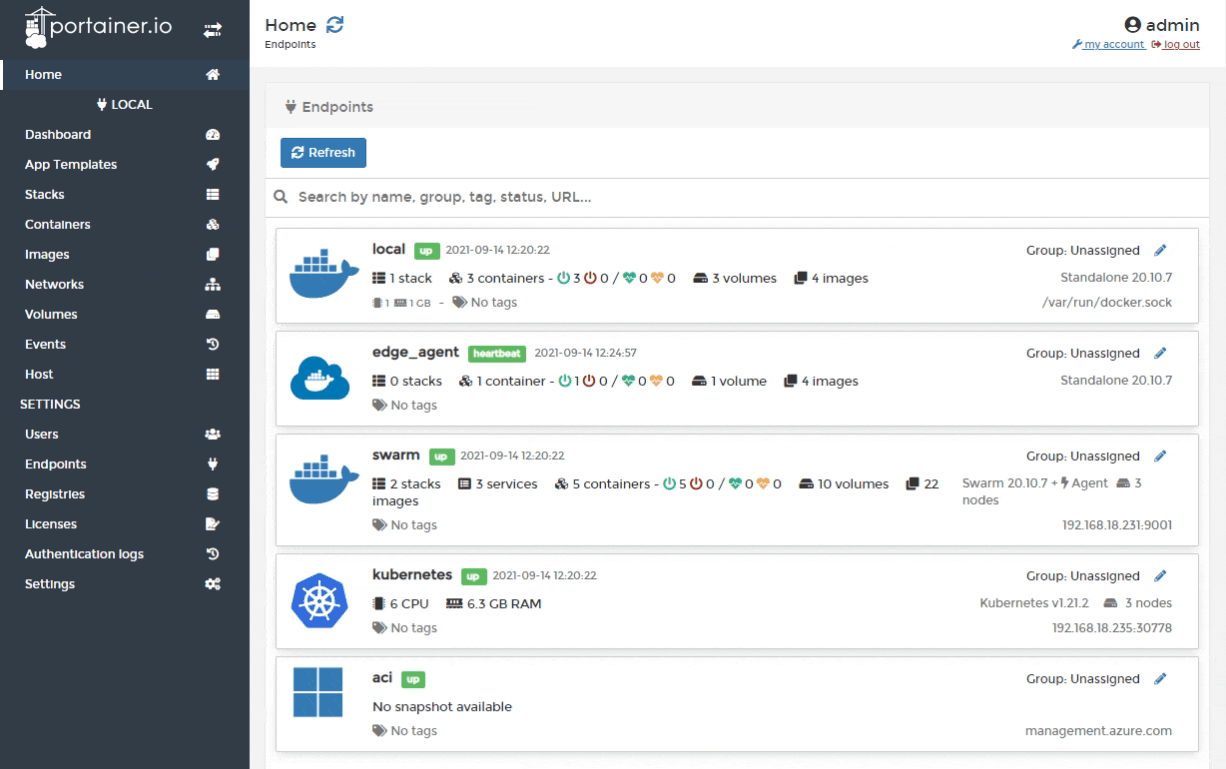 portainer.io
Home
LOCAL
Dashboard
App Templates
Stacks
Containers
Images
Networks
Volumes
Events
Host
SETTINGS
Users
Endpoints
Registries
Licenses
Authentication logs
Settings
Home
Endpoints
admin
my account log out
Endpoints
Refresh
Search by name, group, tag, status, URL...
local up 2021-09-14 12:20:22
Group: Unassigned
1 stack 3 containers - 3 0 / 0 0 3 volumes 4 images
Standalone 20.10.7
1 1 GB - No tags
/var/run/docker.sock
edge_agent heartbeat 2021-09-14 12:24:57
Group: Unassigned
0 stacks 1 container - 1 0 / 0 0 1 volume 4 images
Standalone 20.10.7
No tags
swarm up 2021-09-14 12:20:22
Group: Unassigned
2 stacks 3 services 5 containers - 5 0 / 0 0 10 volumes 22
images
Swarm 20.10.7 + Agent 3
nodes
No tags
192.168.18.231:9001
kubernetes up 2021-09-14 12:20:22
Group: Unassigned
6 CPU 6.3 GB RAM
Kubernetes v1.21.2 3 nodes
No tags
192.168.18.235:30778
aci up
Group: Unassigned
No snapshot available
No tags
management.azure.com